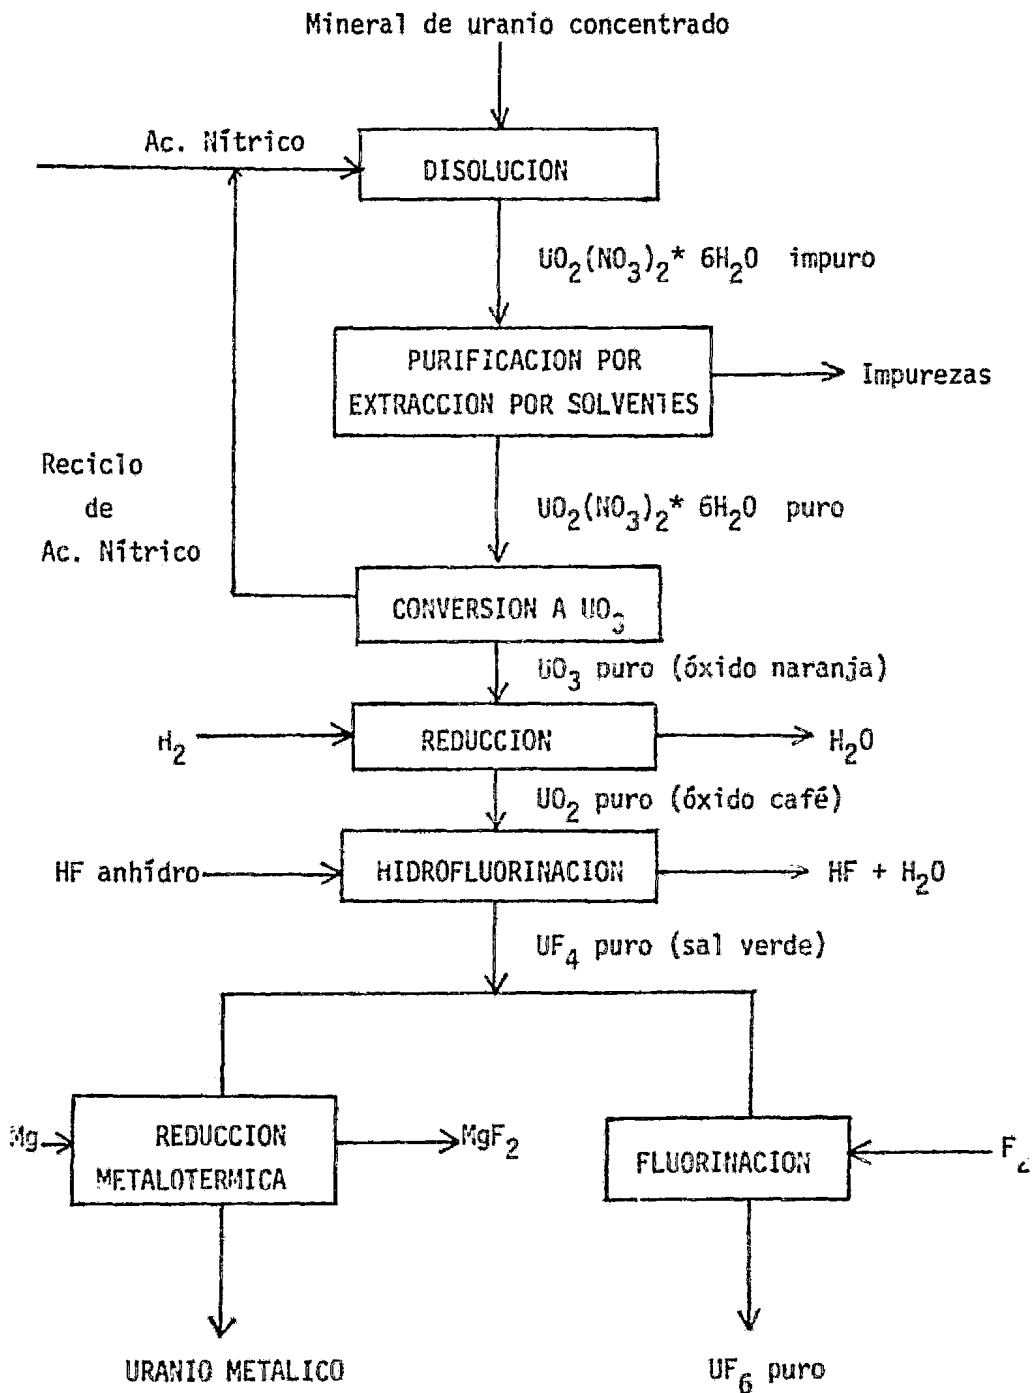 Mineral de uranio concentrado
Ac. Nítrico
DISOLUCION
UO₂(NO₃)₂* 6H₂O impuro
PURIFICACION POR
EXTRACCION POR SOLVENTES
Impurezas
Reciclo
de
Ac. Nítrico
UO₂(NO₃)₂* 6H₂O puro
CONVERSION A UO₃
UO₃ puro (óxido naranja)
H₂
REDUCCION
H₂O
UO₂ puro (óxido café)
HF anhídro
HIDROFLUORINACION
HF + H₂O
UF₄ puro (sal verde)
Mg
REDUCCION
METALOTERMICA
MgF₂
FLUORINACION
F₂
URANIO METALICO
UF₆ puro